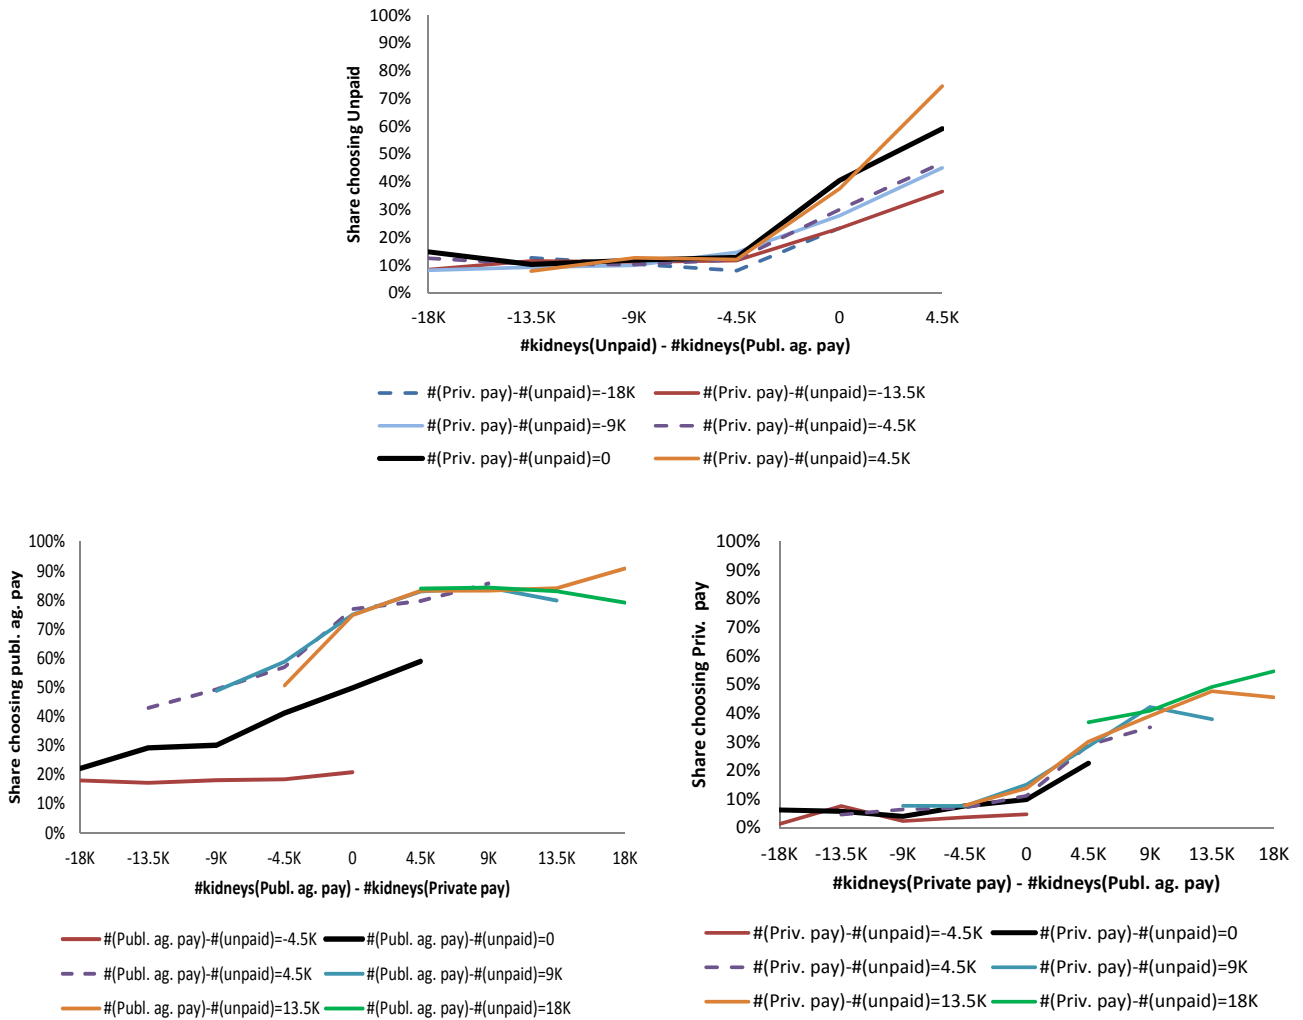 100%
90%
80%
70%
60%
50%
40%
30%
20%
10%
0%
Share choosing Unpaid
-18K -13.5K -9K -4.5K 0 4.5K
#kidneys(Unpaid) - #kidneys(Publ. ag. pay)
#(Priv. pay)-#(unpaid)=-18K #(Priv. pay)-#(unpaid)=-13.5K
#(Priv. pay)-#(unpaid)=-9K #(Priv. pay)-#(unpaid)=-4.5K
#(Priv. pay)-#(unpaid)=0 #(Priv. pay)-#(unpaid)=4.5K
100%
90%
80%
70%
60%
50%
40%
30%
20%
10%
0%
Share choosing publ. ag. pay
-18K -13.5K -9K -4.5K 0 4.5K 9K 13.5K 18K
#kidneys(Publ. ag. pay) - #kidneys(Private pay)
#(Publ. ag. pay)-#(unpaid)=-4.5K #(Publ. ag. pay)-#(unpaid)=0
#(Publ. ag. pay)-#(unpaid)=4.5K #(Publ. ag. pay)-#(unpaid)=9K
#(Publ. ag. pay)-#(unpaid)=13.5K #(Publ. ag. pay)-#(unpaid)=18K
100%
90%
80%
70%
60%
50%
40%
30%
20%
10%
0%
Share choosing Priv. pay
-18K -13.5K -9K -4.5K 0 4.5K 9K 13.5K 18K
#kidneys(Private pay) - #kidneys(Publ. ag. pay)
#(Priv. pay)-#(unpaid)=-4.5K #(Priv. pay)-#(unpaid)=0
#(Priv. pay)-#(unpaid)=4.5K #(Priv. pay)-#(unpaid)=9K
#(Priv. pay)-#(unpaid)=13.5K #(Priv. pay)-#(unpaid)=18K